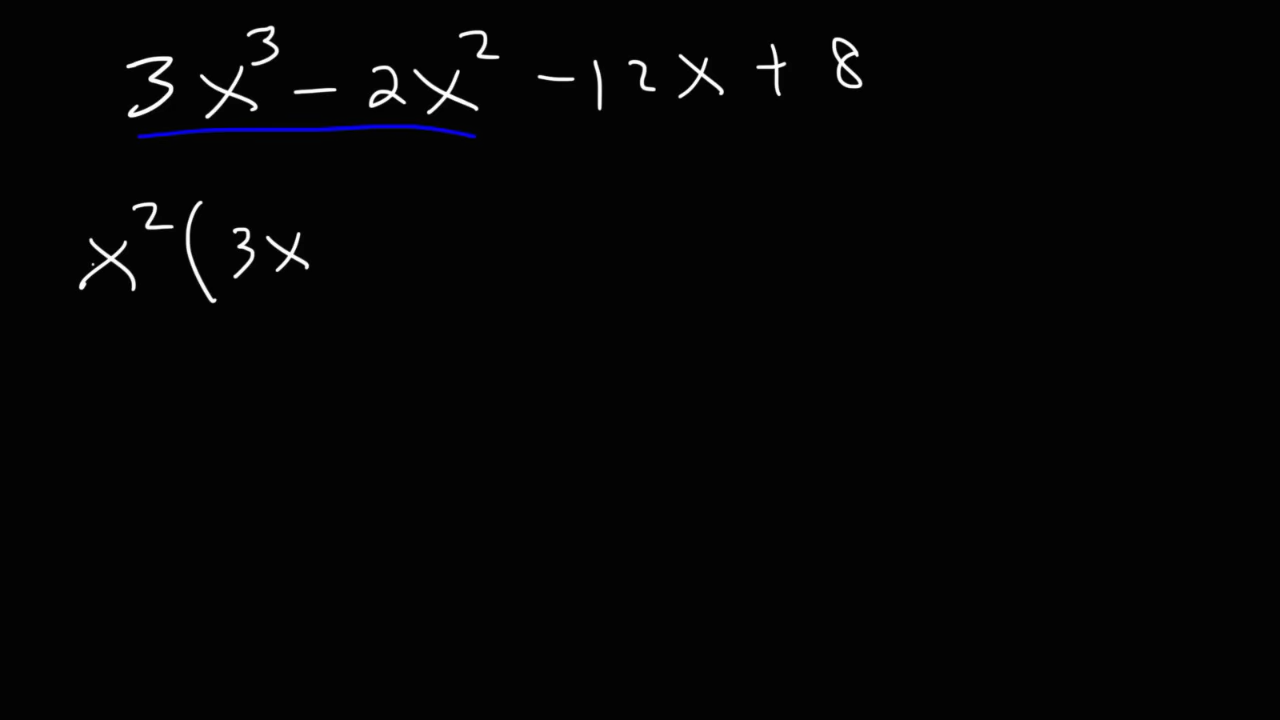 3x³ - 2x² - 12x + 8
x²(3x